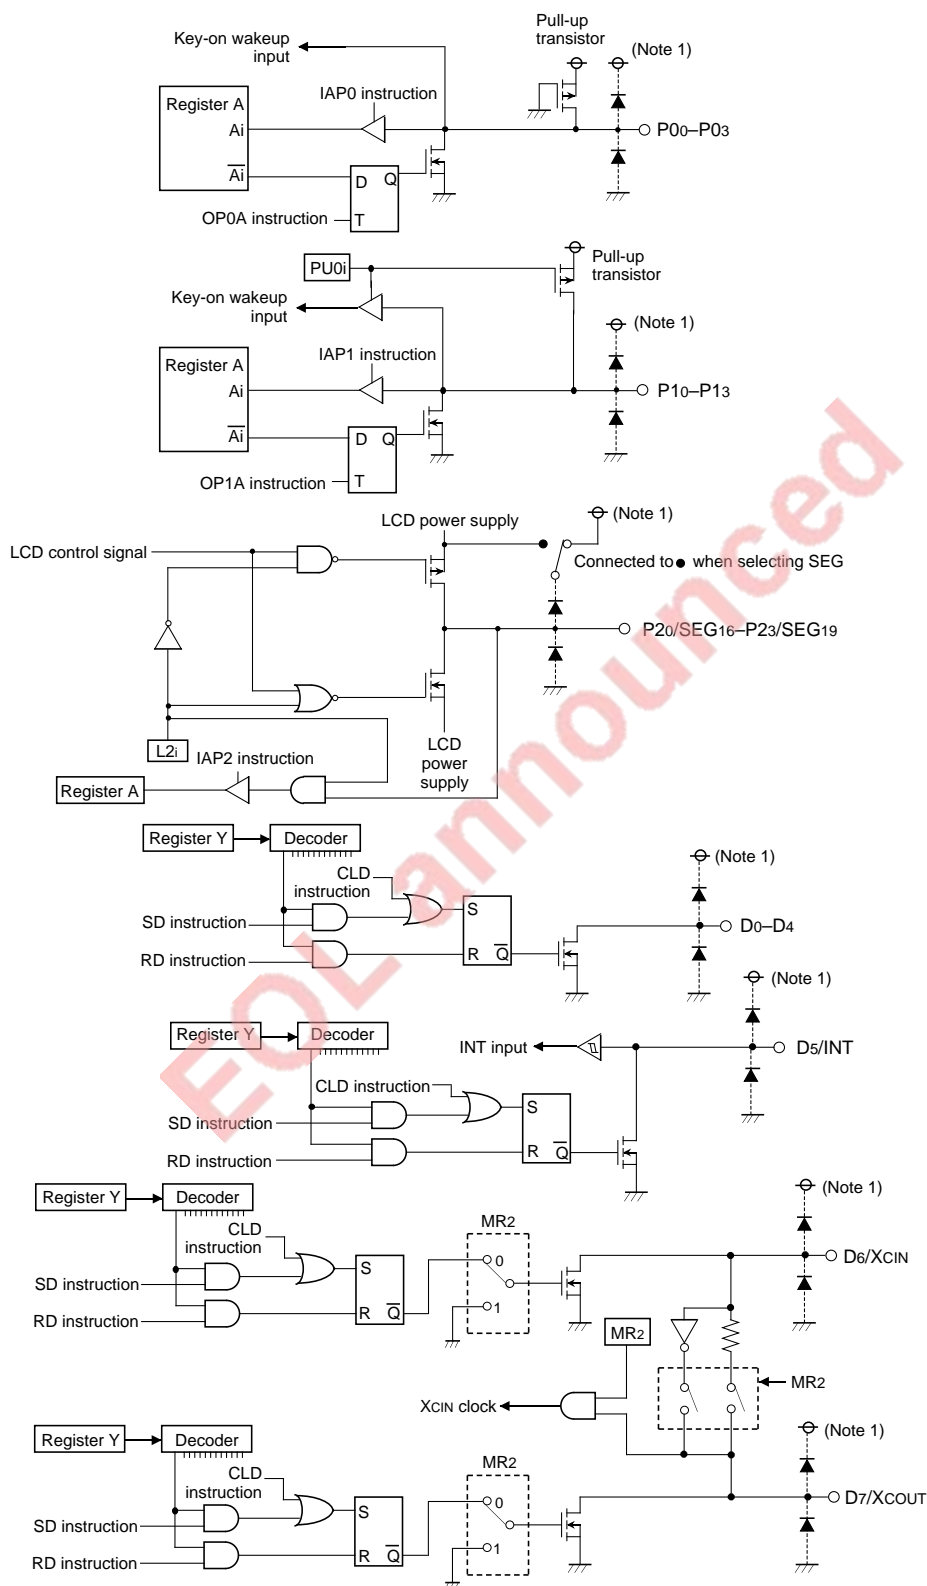 Pull-up
transistor
Key-on wakeup
input
(Note 1)
Register A
IAP0 instruction
Ai
P00–P03
Ai
D Q
OP0A instruction
T
PU0i
Pull-up
transistor
Key-on wakeup
input
(Note 1)
Register A
IAP1 instruction
Ai
P10–P13
Ai
D Q
OP1A instruction
T
LCD power supply
(Note 1)
LCD control signal
Connected to ● when selecting SEG
P20/SEG16–P23/SEG19
L2i
LCD
power
supply
IAP2 instruction
Register A
Register Y
Decoder
CLD
instruction
(Note 1)
S
SD instruction
D0–D4
R Q
RD instruction
(Note 1)
Register Y
Decoder
INT input
D5/INT
CLD instruction
S
SD instruction
R Q
RD instruction
Register Y
Decoder
(Note 1)
MR2
CLD
instruction
0
D6/XCIN
S
SD instruction
R Q
1
RD instruction
MR2
MR2
XCIN clock
(Note 1)
Register Y
Decoder
MR2
CLD
instruction
0
D7/XCOUT
S
SD instruction
1
R Q
RD instruction
EOL announced